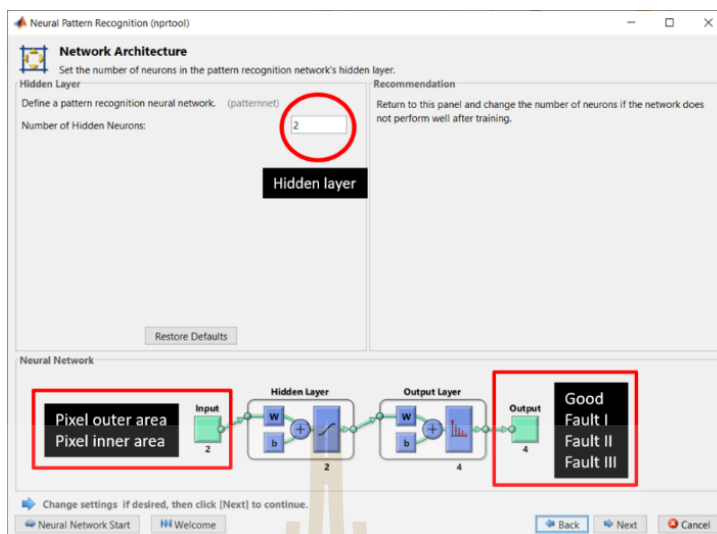 Neural Pattern Recognition (nprtool)
Network Architecture
Set the number of neurons in the pattern recognition network's hidden layer.
Hidden Layer
Define a pattern recognition neural network. (patternnet)
Number of Hidden Neurons:
2
Hidden layer
Restore Defaults
Recommendation
Return to this panel and change the number of neurons if the network does
not perform well after training.
Neural Network
Pixel outer area
Pixel inner area
Input
2
Hidden Layer
W
b
+
2
Output Layer
W
b
+
4
Output
4
Good
Fault I
Fault II
Fault III
Change settings if desired, then click [Next] to continue.
Neural Network Start
Welcome
Back
Next
Cancel